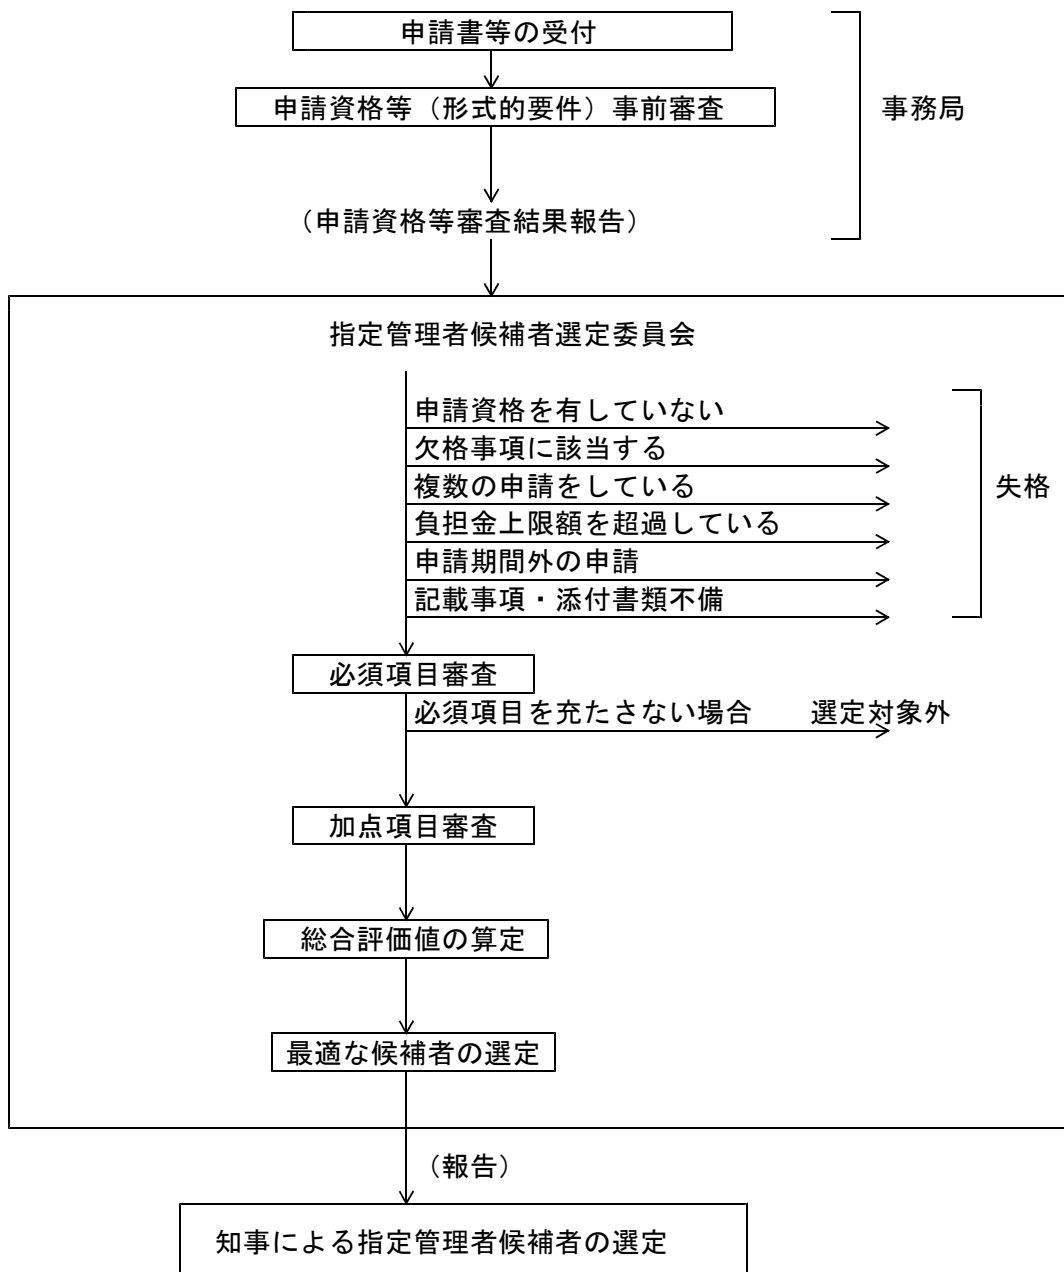 申請書等の受付
申請資格等（形式的要件）事前審査
事務局
（申請資格等審査結果報告）
指定管理者候補者選定委員会
申請資格を有していない
欠格事項に該当する
複数の申請をしている
失格
負担金上限額を超過している
申請期間外の申請
記載事項・添付書類不備
必須項目審査
必須項目を充たさない場合　　選定対象外
加点項目審査
総合評価値の算定
最適な候補者の選定
（報告）
知事による指定管理者候補者の選定